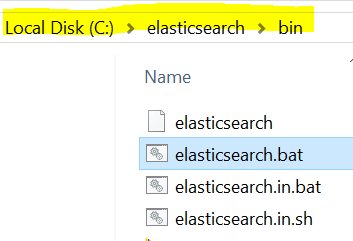 Local Disk (C:) > elasticsearch > bin
Name
elasticsearch
elasticsearch.bat
elasticsearch.in.bat
elasticsearch.in.sh